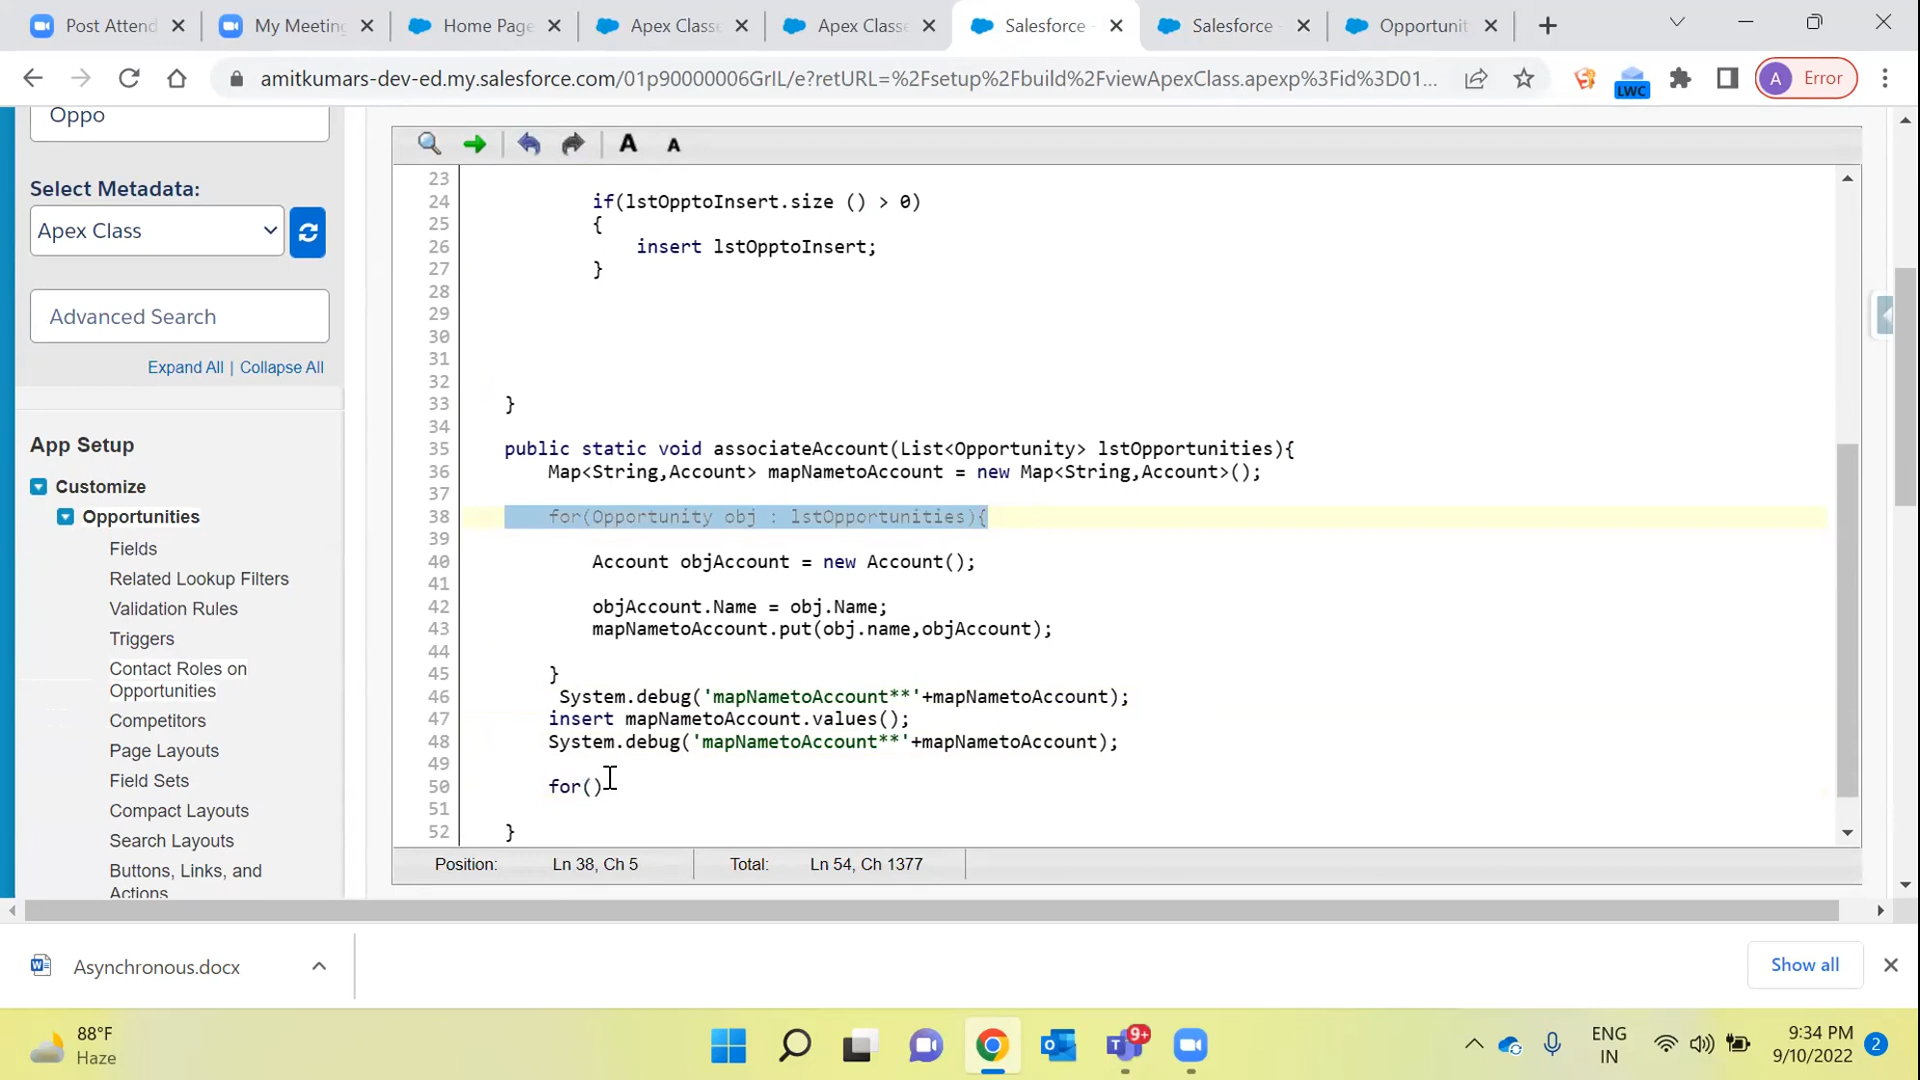 Post Attend
My Meeting
Home Page
Apex Classe
Apex Classe
Salesforce -
Salesforce -
Opportunit
amitkumars-dev-ed.my.salesforce.com/01p90000006GrIL/e?retURL=%2Fsetup%2Fbuild%2FviewApexClass.apexp%3Fid%3D01...
LWC
A Error
Oppo
Select Metadata:
Apex Class
Advanced Search
Expand All | Collapse All
App Setup
Customize
Opportunities
Fields
Related Lookup Filters
Validation Rules
Triggers
Contact Roles on
Opportunities
Competitors
Page Layouts
Field Sets
Compact Layouts
Search Layouts
Buttons, Links, and
Actions
A A
23
24 if(lstOpptoInsert.size () > 0)
25 {
26 insert lstOpptoInsert;
27 }
28
29
30
31
32
33 }
34
35 public static void associateAccount(List<Opportunity> lstOpportunities){
36 Map<String,Account> mapNametoAccount = new Map<String,Account>();
37
38 for(Opportunity obj : lstOpportunities){
39
40 Account objAccount = new Account();
41
42 objAccount.Name = obj.Name;
43 mapNametoAccount.put(obj.name,objAccount);
44
45 }
46 System.debug('mapNametoAccount**'+mapNametoAccount);
47 insert mapNametoAccount.values();
48 System.debug('mapNametoAccount**'+mapNametoAccount);
49
50 for()
51
52 }
Position: Ln 38, Ch 5 Total: Ln 54, Ch 1377
Asynchronous.docx
Show all
88°F
Haze
9+
ENG
IN
9:34 PM
9/10/2022
2